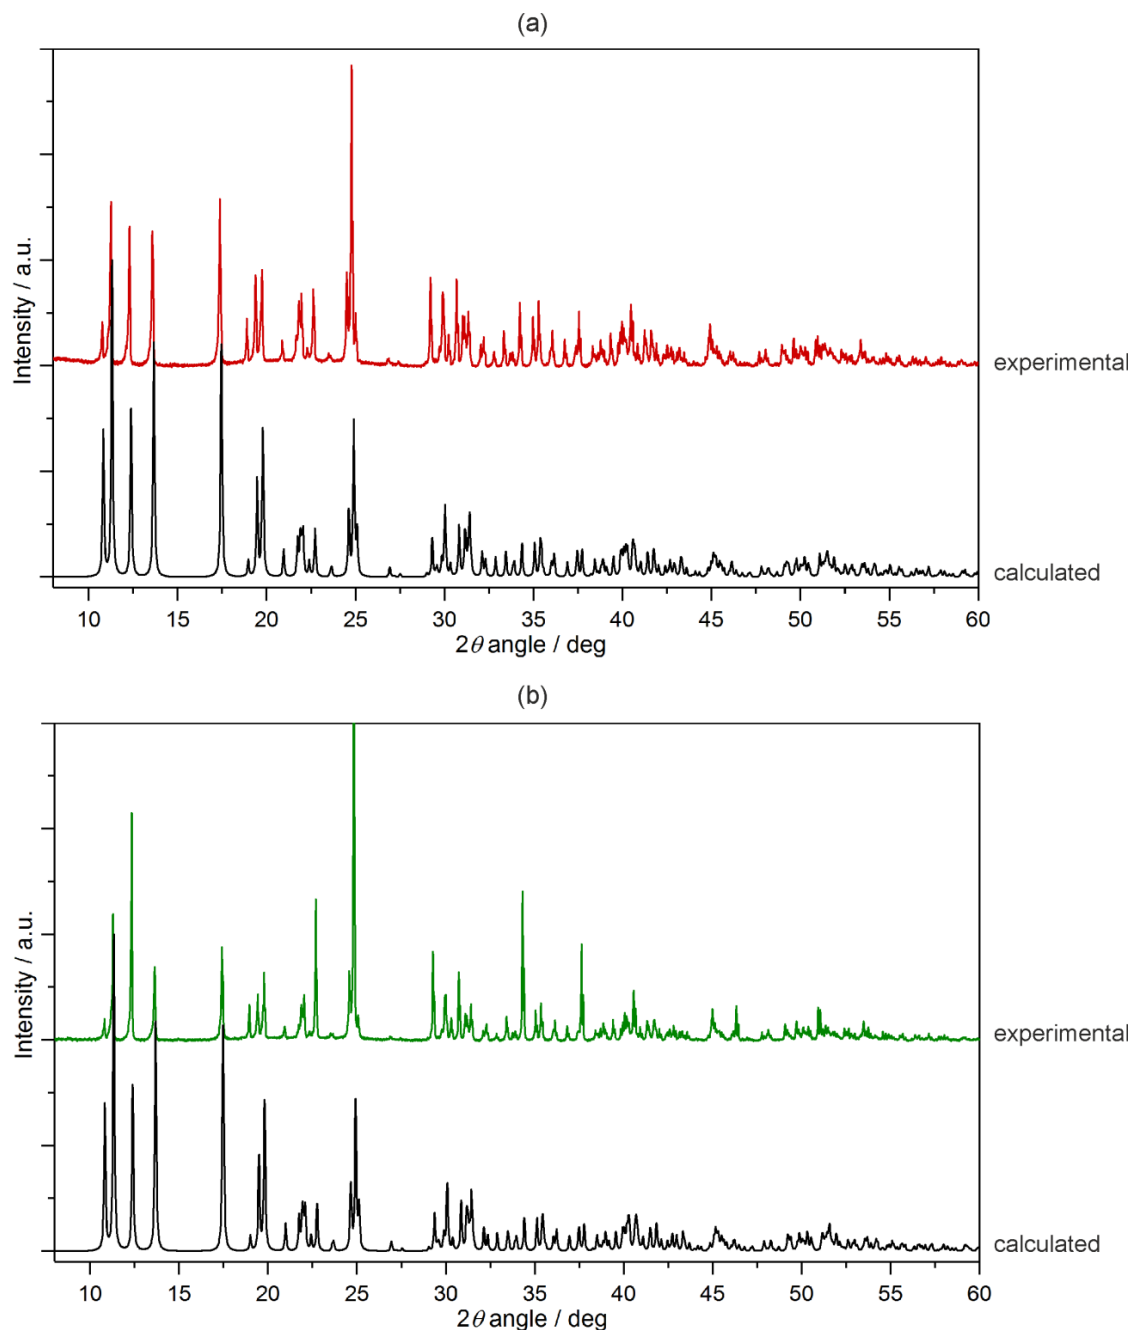 (a)
Intensity / a.u.
experimental
calculated
10 15 20 25 30 35 40 45 50 55 60
2θ angle / deg
(b)
Intensity / a.u.
experimental
calculated
10 15 20 25 30 35 40 45 50 55 60
2θ angle / deg